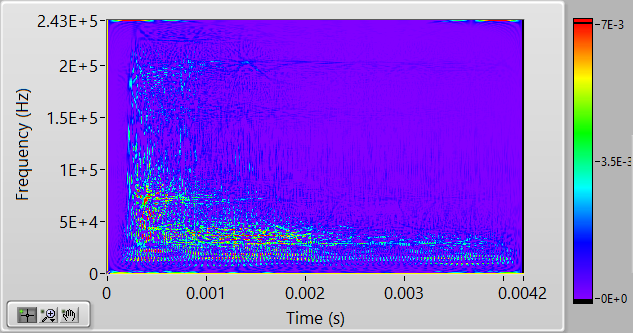 2.43E+5
2E+5
1.5E+5
1E+5
5E+4
0
Frequency (Hz)
0 0.001 0.002 0.003 0.0042
Time (s)
-7E-3
-3.5E-3
-0E+0